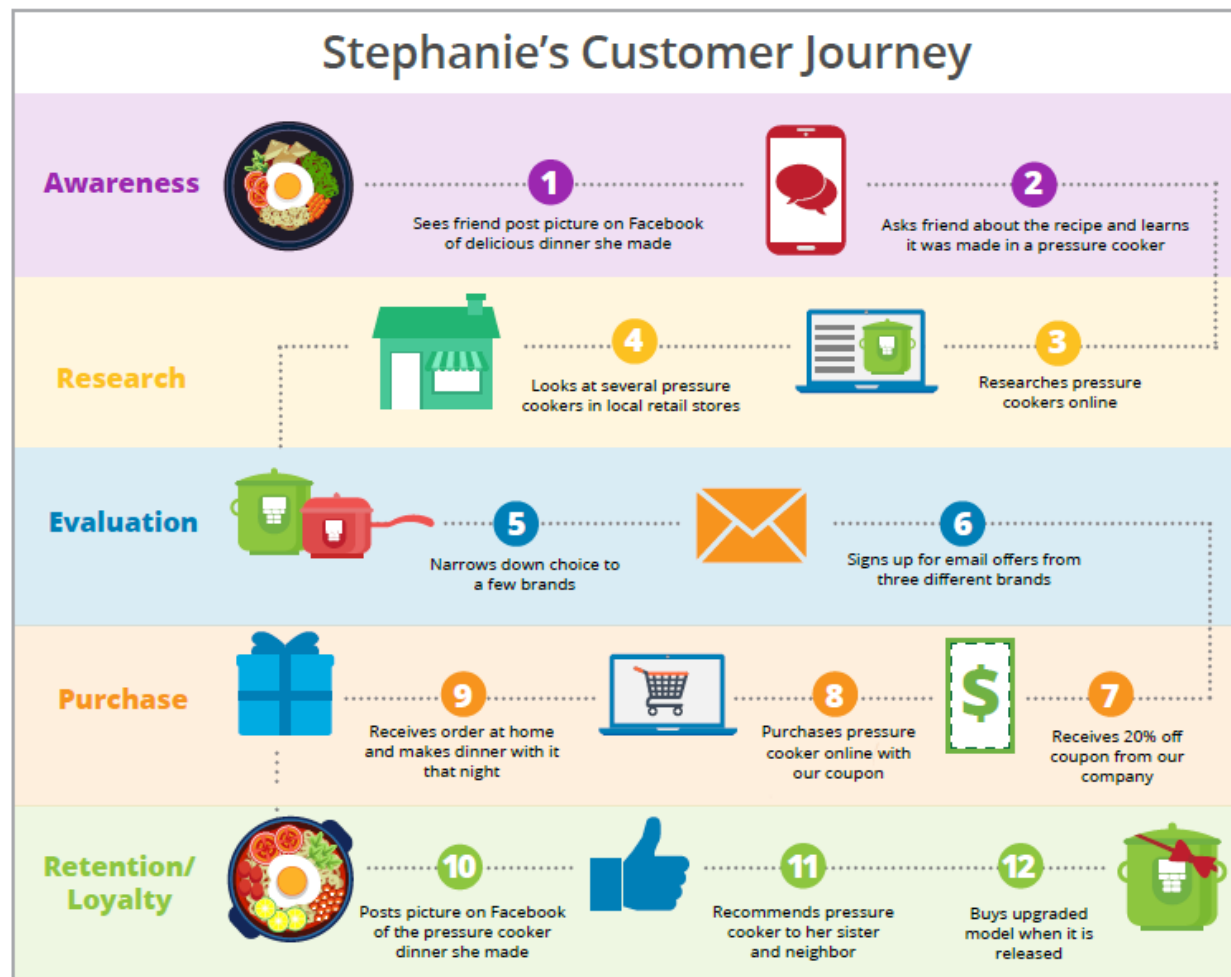 Stephanie’s Customer Journey
Awareness
1
Sees friend post picture on Facebook
of delicious dinner she made
2
Asks friend about the recipe and learns
it was made in a pressure cooker
Research
4
Looks at several pressure
cookers in local retail stores
3
Researches pressure
cookers online
Evaluation
5
Narrows down choice to
a few brands
6
Signs up for email offers from
three different brands
Purchase
9
Receives order at home
and makes dinner with it
that night
8
Purchases pressure
cooker online with
our coupon
$
7
Receives 20% off
coupon from our
company
Retention/
Loyalty
10
Posts picture on Facebook
of the pressure cooker
dinner she made
11
Recommends pressure
cooker to her sister
and neighbor
12
Buys upgraded
model when it is
released